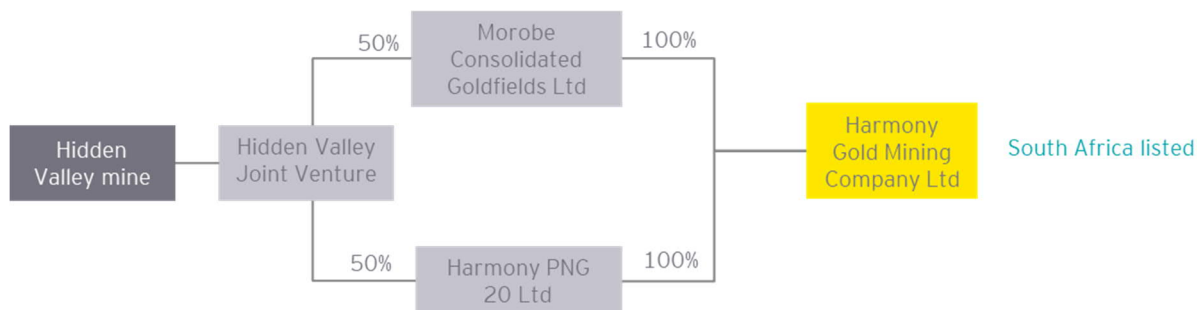 50%
Morobe
Consolidated
Goldfields Ltd
100%
Hidden
Valley mine
Hidden Valley
Joint Venture
Harmony
Gold Mining
Company Ltd
South Africa listed
50%
Harmony PNG
20 Ltd
100%